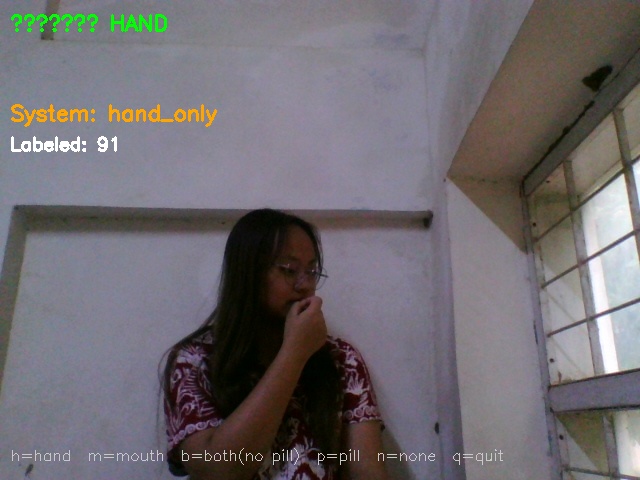 ??????? HAND
System: hand_only
Labeled: 91
h=hand m=mouth b=both(no pill) p=pill n=none q=quit